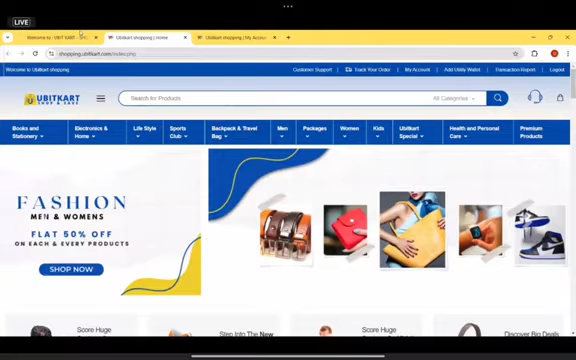 LIVE
Welcome to : UBIT KART -
Ubitkart shopping | Home
Ubitkart shopping | My Accou
shopping.ubitkart.com/index.php
Welcome to Ubitkart shopping
Customer Support
Track Your Order
My Account
Add Utility Wallet
Transaction Report
Logout
UBITKART
SHOP & SAVE
Search for Products
All Categories
Books and Stationery
Electronics & Home
Life Style
Sports Club
Backpack & Travel Bag
Men
Packages
Women
Kids
Ubitkart Special
Health and Personal Care
Premium Products
FASHION
MEN & WOMENS
FLAT 50% OFF
ON EACH & EVERY PRODUCTS
SHOP NOW
Score Huge
Step Into The New
Score Huge
Discover Big Deals